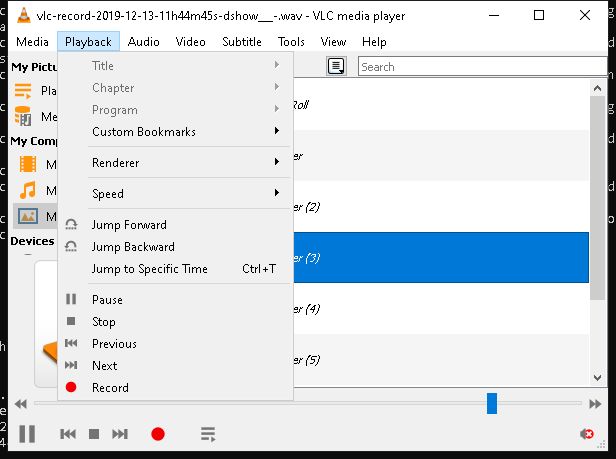 vlc-record-2019-12-13-11h44m45s-dshow__-.wav - VLC media player
Media Playback Audio Video Subtitle Tools View Help
My Pictu
Title
Search
Chapter
Pla
Roll
Program
Me
Custom Bookmarks
My Comp
er
Renderer
M
Speed
M
er (2)
M
Jump Forward
Devices
Jump Backward
er (3)
Jump to Specific Time Ctrl+T
Pause
er (4)
Stop
Previous
Next
er (5)
Record